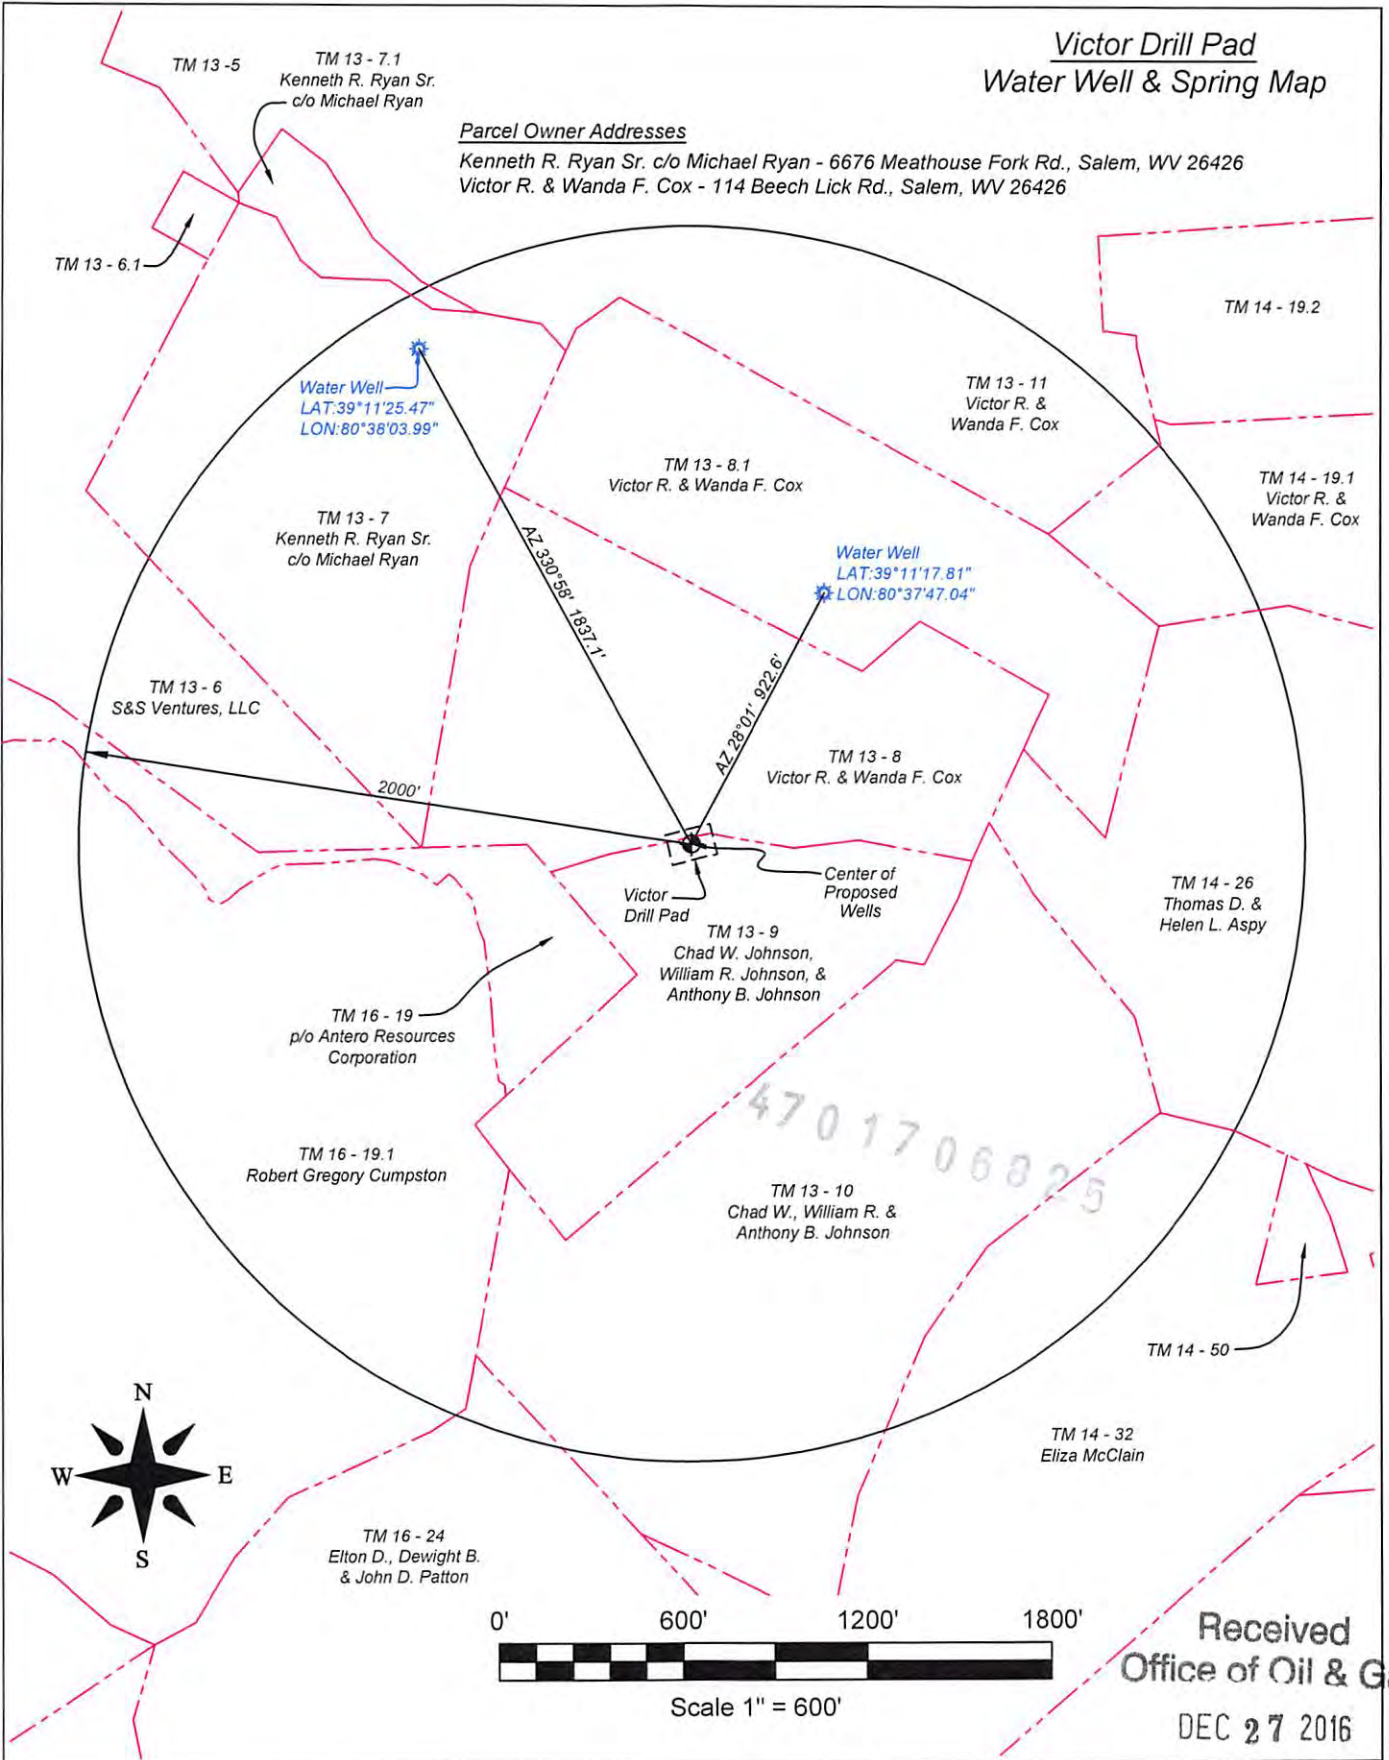 Victor Drill Pad
Water Well & Spring Map
TM 13 -5
TM 13 - 7.1
Kenneth R. Ryan Sr.
c/o Michael Ryan
Parcel Owner Addresses
Kenneth R. Ryan Sr. c/o Michael Ryan - 6676 Meathouse Fork Rd., Salem, WV 26426
Victor R. & Wanda F. Cox - 114 Beech Lick Rd., Salem, WV 26426
TM 13 - 6.1
TM 14 - 19.2
Water Well
LAT:39°11'25.47"
LON:80°38'03.99"
TM 13 - 11
Victor R. &
Wanda F. Cox
TM 13 - 8.1
Victor R. & Wanda F. Cox
TM 14 - 19.1
Victor R. &
Wanda F. Cox
TM 13 - 7
Kenneth R. Ryan Sr.
c/o Michael Ryan
AZ 330°58' 1837.1'
Water Well
LAT:39°11'17.81"
LON:80°37'47.04"
AZ 28°01' 922.6'
TM 13 - 6
S&S Ventures, LLC
2000'
TM 13 - 8
Victor R. & Wanda F. Cox
Victor
Drill Pad
Center of
Proposed
Wells
TM 14 - 26
Thomas D. &
Helen L. Aspy
TM 13 - 9
Chad W. Johnson,
William R. Johnson, &
Anthony B. Johnson
TM 16 - 19
p/o Antero Resources
Corporation
4701706825
TM 16 - 19.1
Robert Gregory Cumpston
TM 13 - 10
Chad W., William R. &
Anthony B. Johnson
TM 14 - 50
N
W E
S
TM 14 - 32
Eliza McClain
TM 16 - 24
Elton D., Dewight B.
& John D. Patton
0' 600' 1200' 1800'
Scale 1" = 600'
Received
Office of Oil & Ga
DEC 27 2016